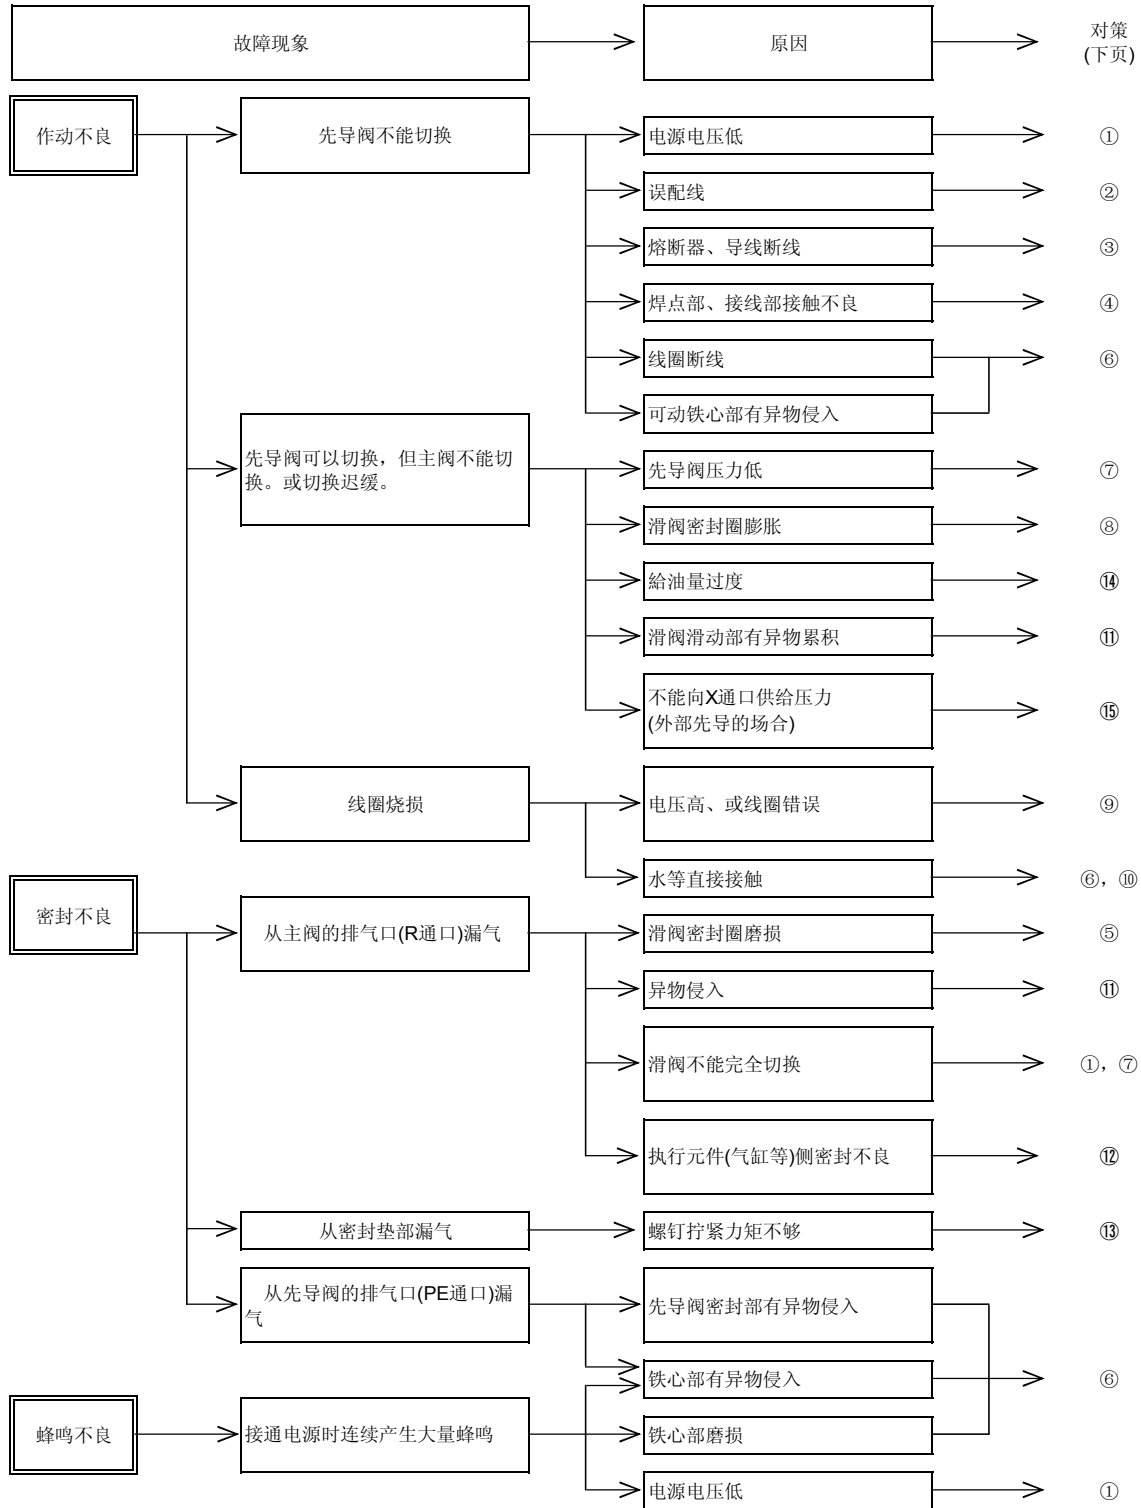 故障现象
原因
对策
(下页)
作动不良
先导阀不能切换
电源电压低
①
误配线
②
熔断器、导线断线
③
焊点部、接线部接触不良
④
线圈断线
⑥
可动铁心部有异物侵入
先导阀可以切换，但主阀不能切
换。或切换迟缓。
先导阀压力低
⑦
滑阀密封圈膨胀
⑧
給油量过度
⑭
滑阀滑动部有异物累积
⑪
不能向X通口供给压力
(外部先导的场合)
⑮
线圈烧损
电压高、或线圈错误
⑨
水等直接接触
⑥，⑩
密封不良
从主阀的排气口(R通口)漏气
滑阀密封圈磨损
⑤
异物侵入
⑪
滑阀不能完全切换
①，⑦
执行元件(气缸等)侧密封不良
⑫
从密封垫部漏气
螺钉拧紧力矩不够
⑬
从先导阀的排气口(PE通口)漏
气
先导阀密封部有异物侵入
铁心部有异物侵入
⑥
蜂鸣不良
接通电源时连续产生大量蜂鸣
铁心部磨损
电源电压低
①